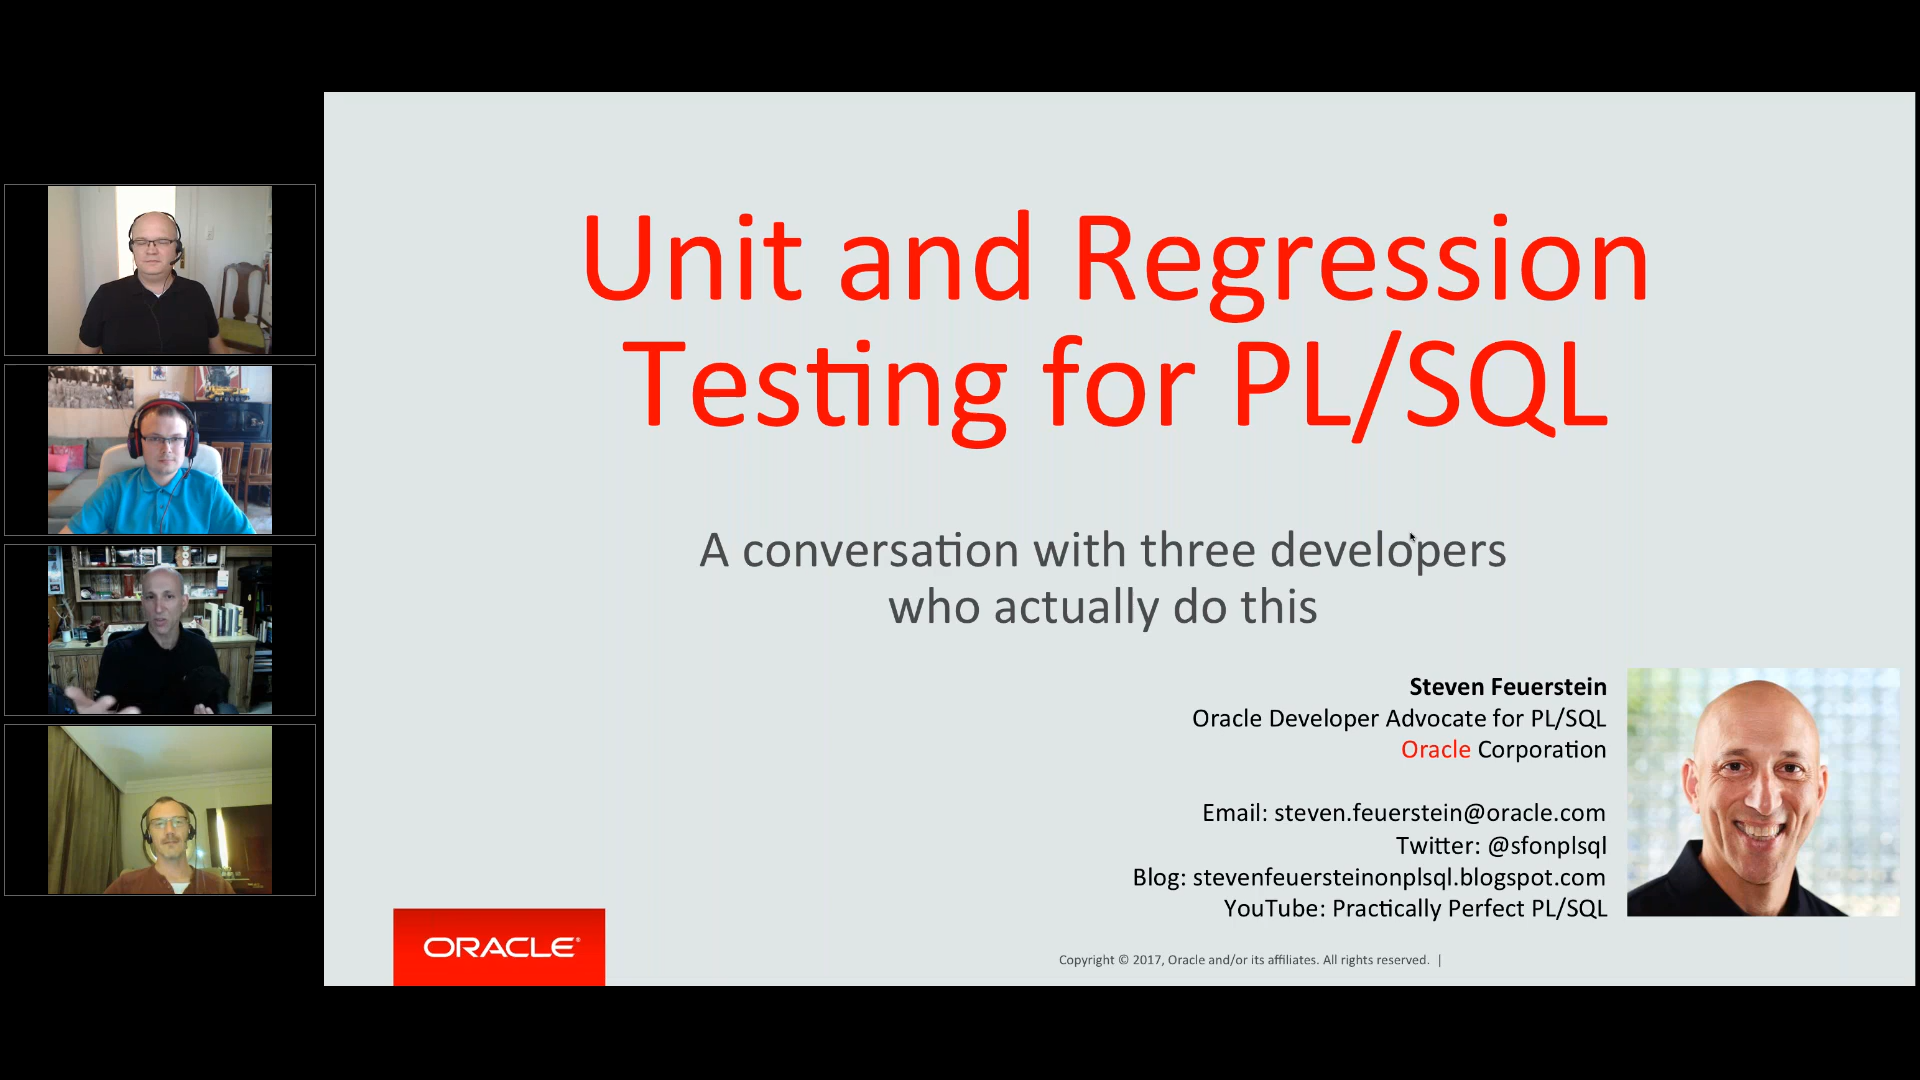 Unit and Regression
Testing for PL/SQL
A conversation with three developers
who actually do this
Steven Feuerstein
Oracle Developer Advocate for PL/SQL
Oracle Corporation
Email: steven.feuerstein@oracle.com
Twitter: @sfonplsql
Blog: stevenfeuersteinonplsql.blogspot.com
YouTube: Practically Perfect PL/SQL
ORACLE®
Copyright © 2017, Oracle and/or its affiliates. All rights reserved. |